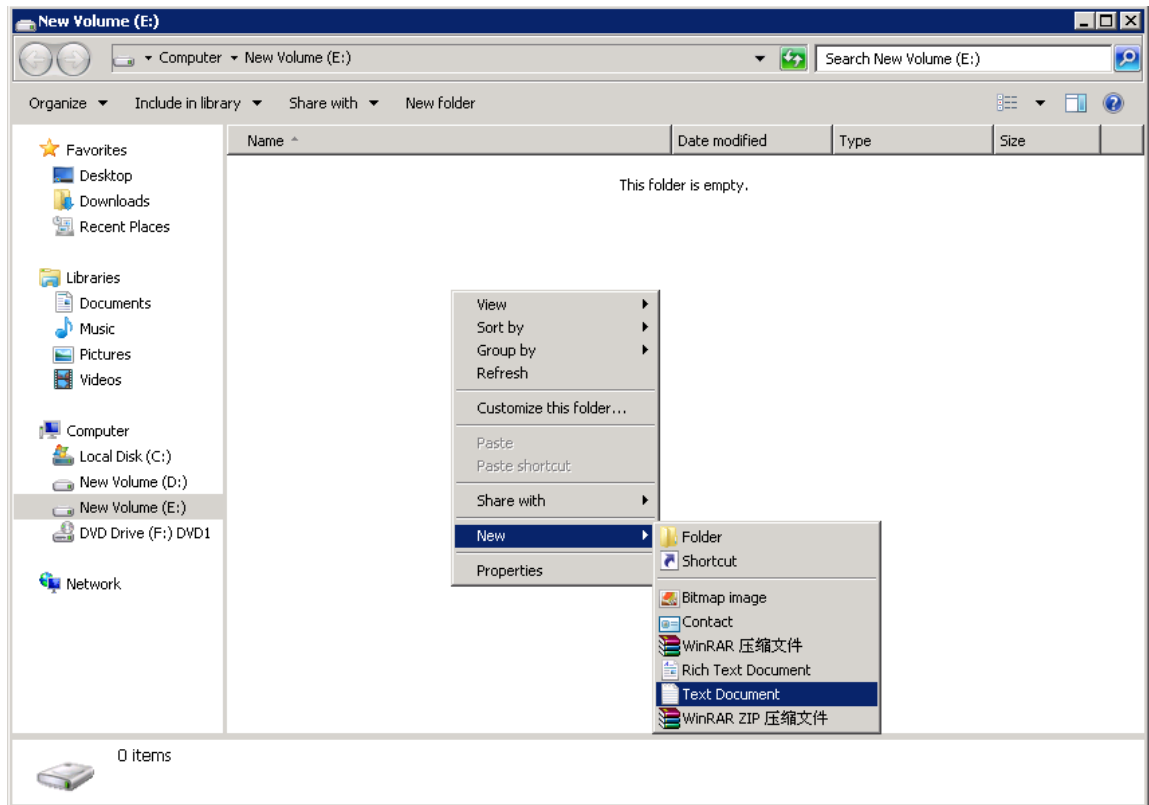 New Volume (E:)
Computer New Volume (E:)
Search New Volume (E:)
Organize Include in library Share with New folder
Name Date modified Type Size
This folder is empty.
Favorites
Desktop
Downloads
Recent Places
Libraries
Documents
Music
Pictures
Videos
Computer
Local Disk (C:)
New Volume (D:)
New Volume (E:)
DVD Drive (F:) DVD1
Network
View
Sort by
Group by
Refresh
Customize this folder...
Paste
Paste shortcut
Share with
New
Properties
Folder
Shortcut
Bitmap image
Contact
WinRAR 压缩文件
Rich Text Document
Text Document
WinRAR ZIP 压缩文件
0 items